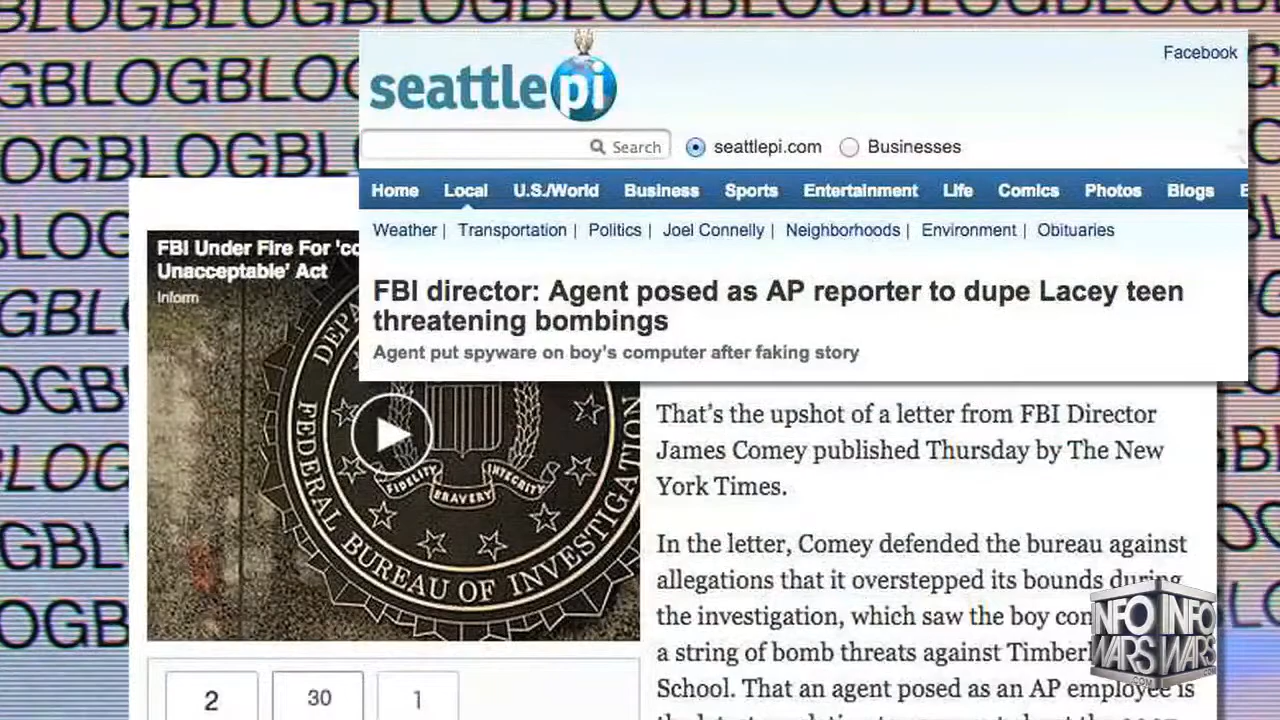 Facebook
seattlepi
Search seattlepi.com Businesses
Home Local U.S./World Business Sports Entertainment Life Comics Photos Blogs
Weather | Transportation | Politics | Joel Connelly | Neighborhoods | Environment | Obituaries
FBI director: Agent posed as AP reporter to dupe Lacey teen
threatening bombings
Agent put spyware on boy's computer after faking story
FBI Under Fire For 'co
Unacceptable' Act
Inform
FEDERAL BUREAU OF INVESTIGATION
FIDELITY BRAVERY INTEGRITY
That's the upshot of a letter from FBI Director
James Comey published Thursday by The New
York Times.
In the letter, Comey defended the bureau against
allegations that it overstepped its bounds during
the investigation, which saw the boy con
a string of bomb threats against Timberl
School. That an agent posed as an AP employee is
2 30 1
INFO INFO
WARS WARS
.COM